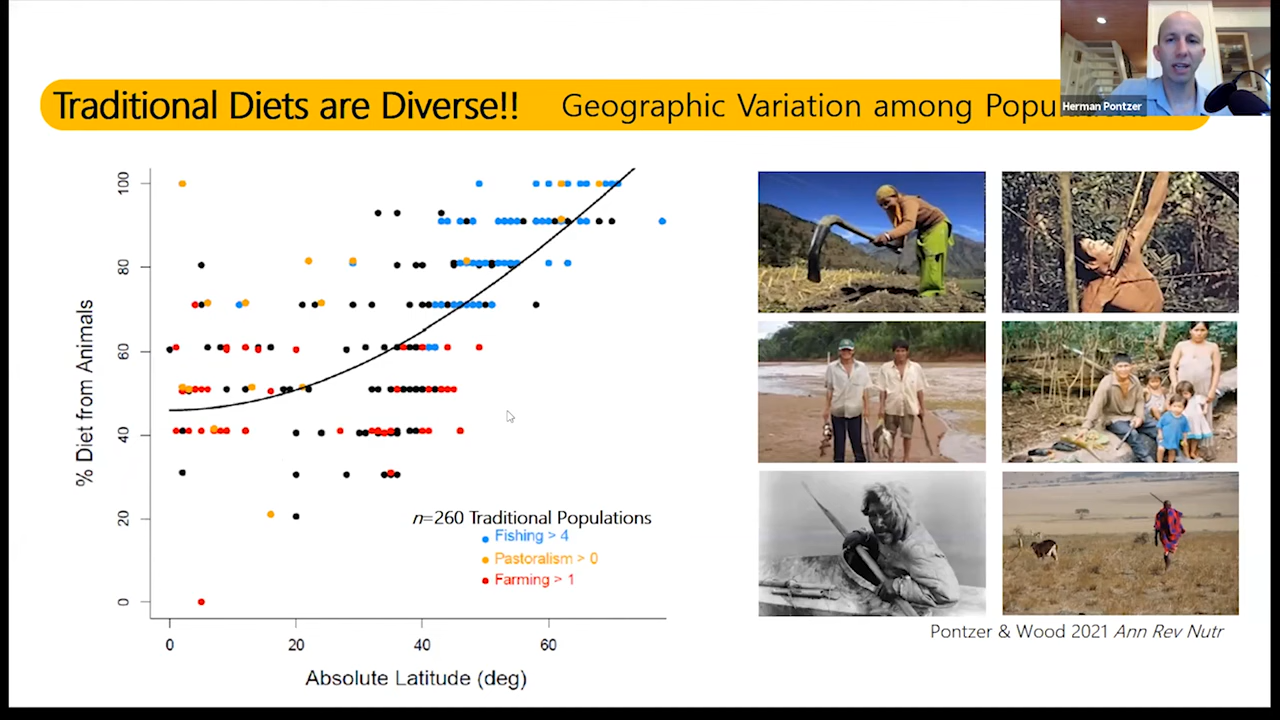 Traditional Diets are Diverse!! Geographic Variation among
Herman Pontzer
% Diet from Animals
100
80
60
40
20
0
n=260 Traditional Populations
Fishing > 4
Pastoralism > 0
Farming > 1
0 20 40 60
Absolute Latitude (deg)
Pontzer & Wood 2021 Ann Rev Nutr